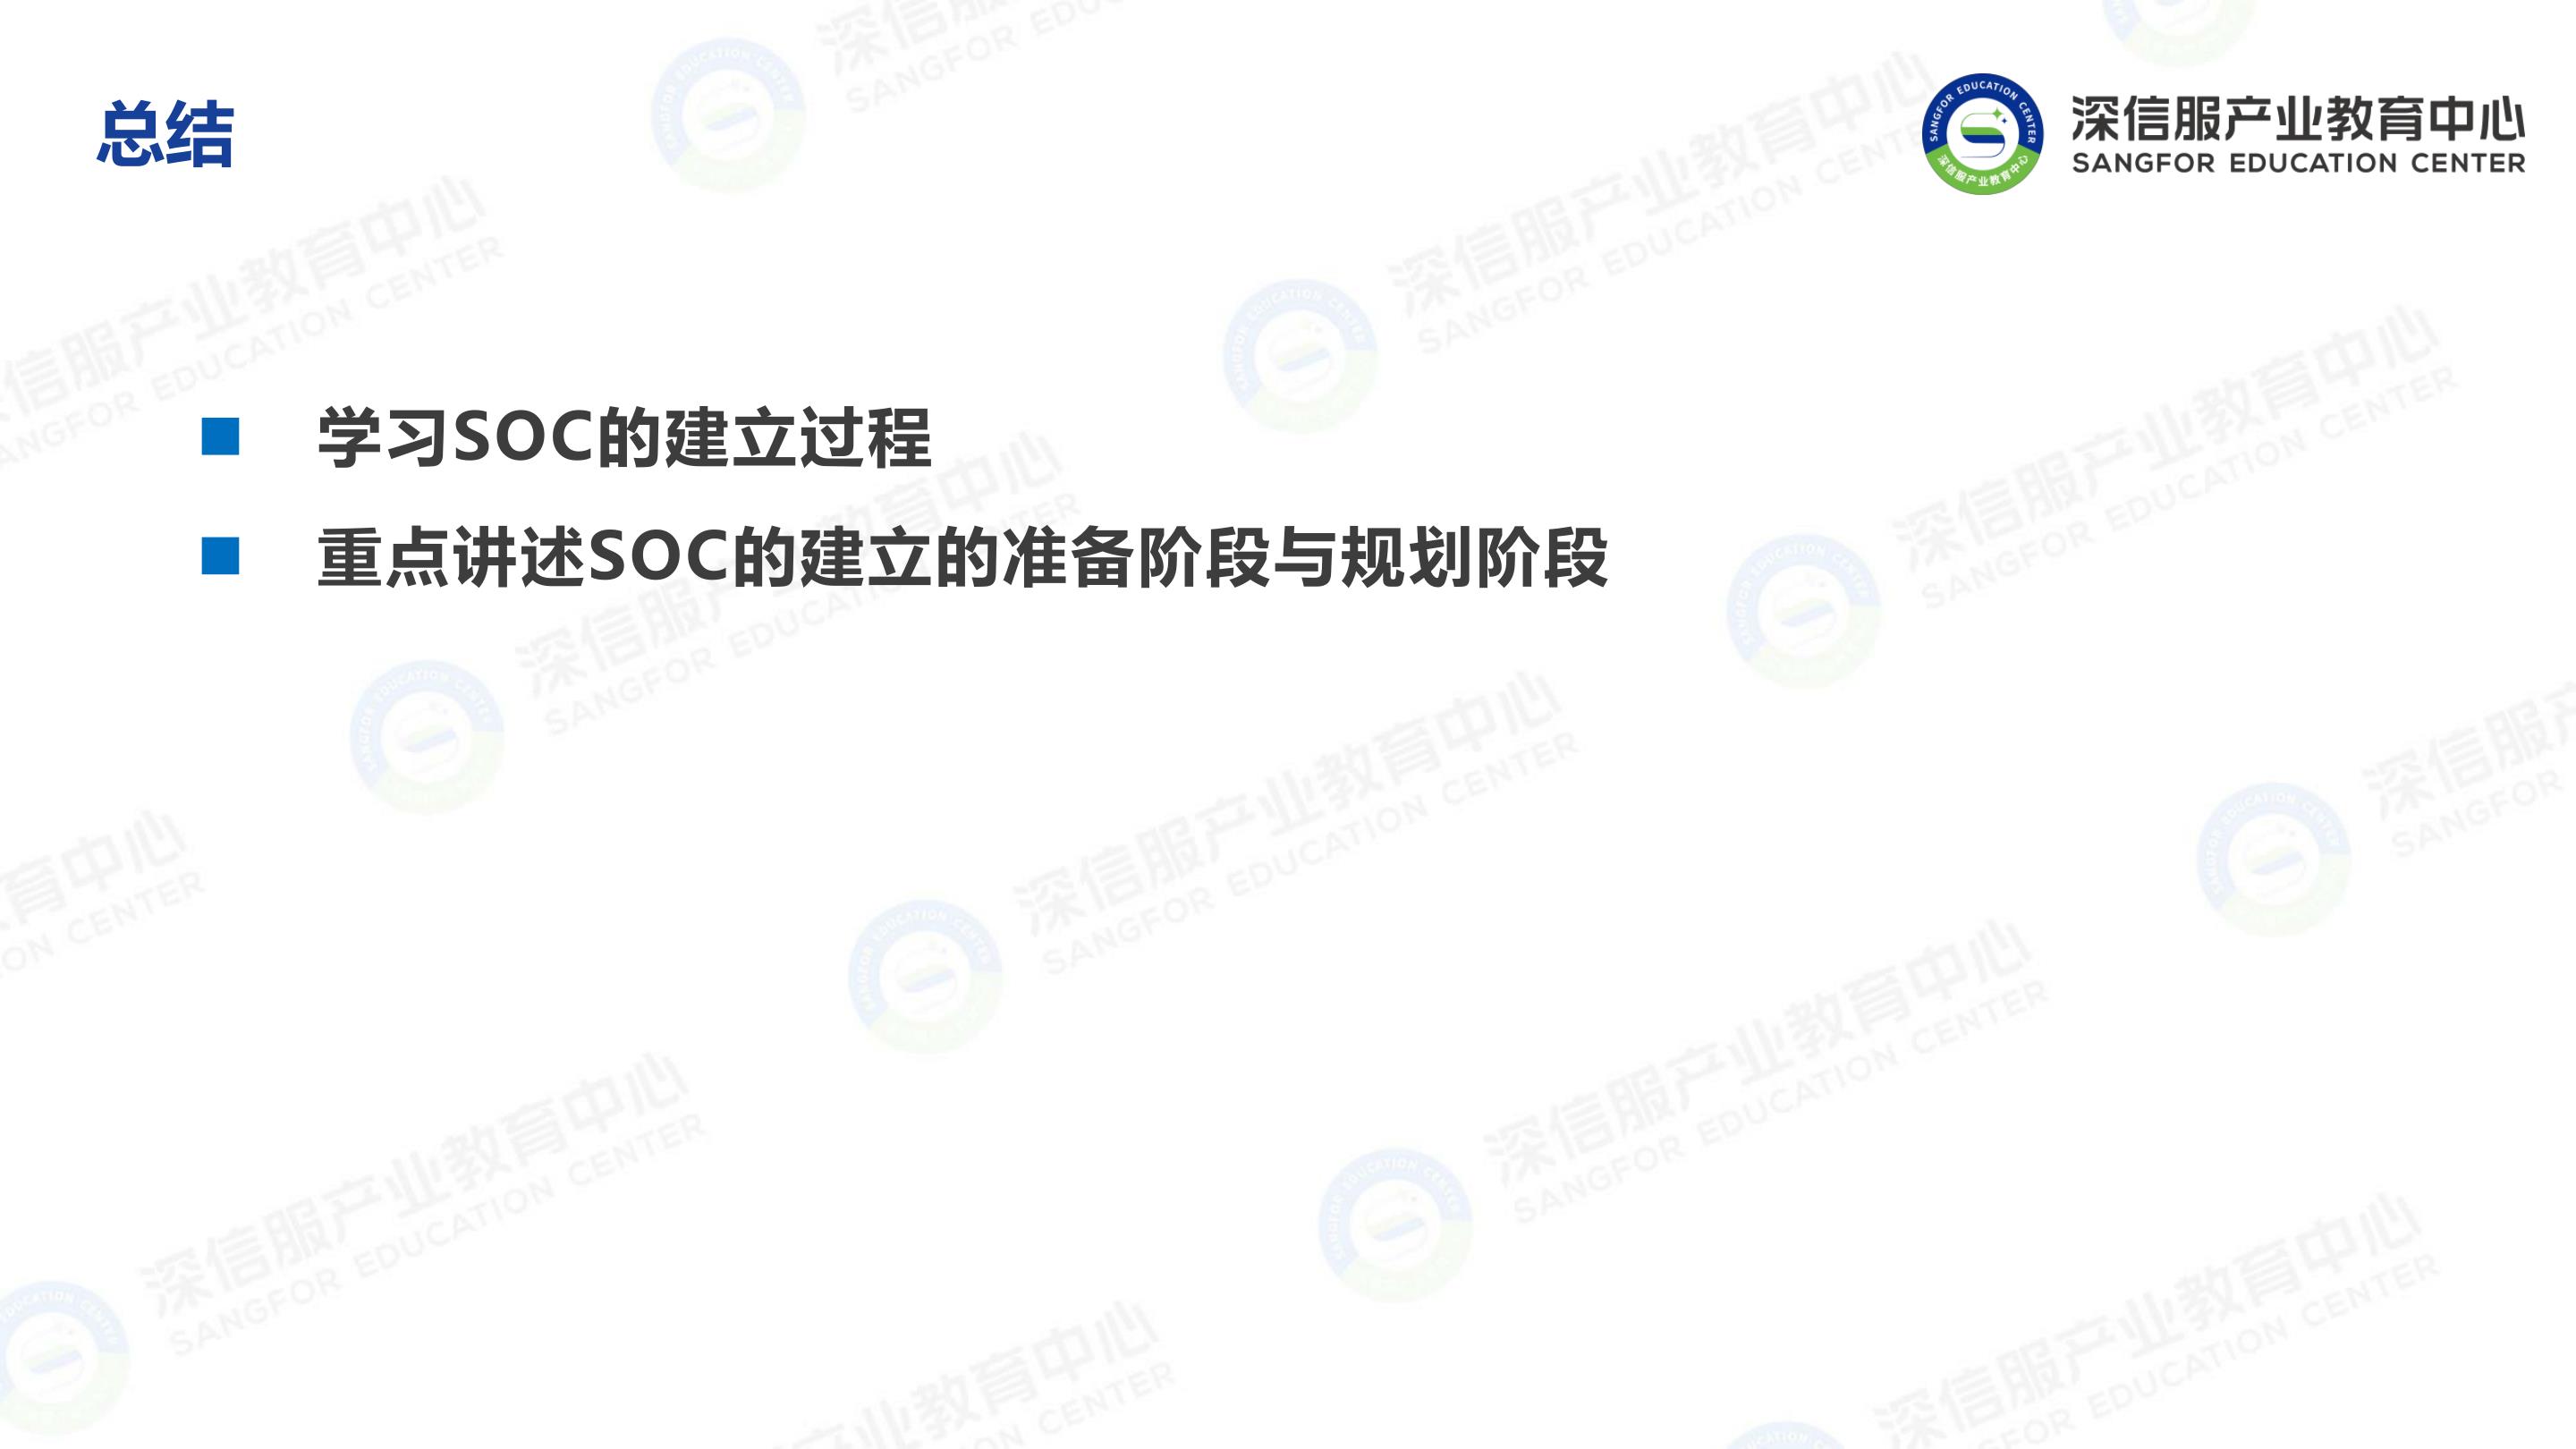 总结
深信服产业教育中心
SANGFOR EDUCATION CENTER
学习SOC的建立过程
重点讲述SOC的建立的准备阶段与规划阶段